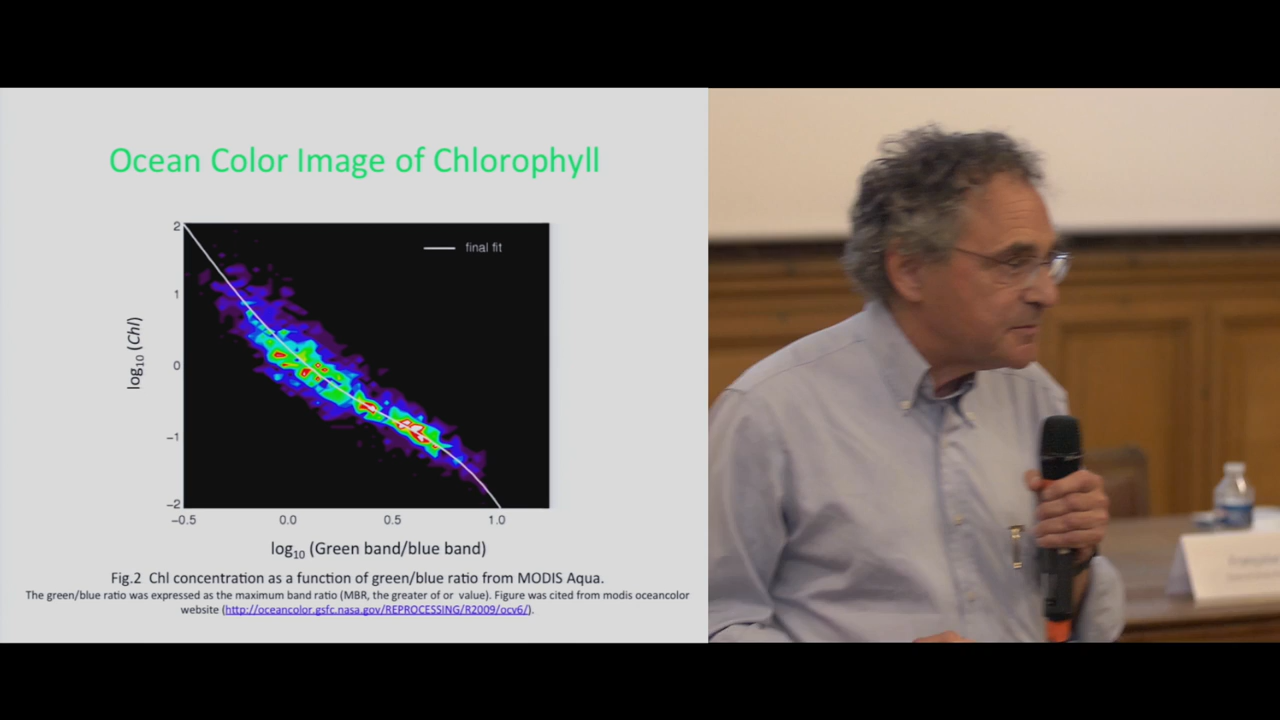 Ocean Color Image of Chlorophyll
2
final fit
1
log10 (Chl)
0
−1
−2
−0.5 0.0 0.5 1.0
log10 (Green band/blue band)
Fig.2 Chl concentration as a function of green/blue ratio from MODIS Aqua.
The green/blue ratio was expressed as the maximum band ratio (MBR, the greater of or value). Figure was cited from modis oceancolor
website (http://oceancolor.gsfc.nasa.gov/REPROCESSING/R2009/ocv6/).